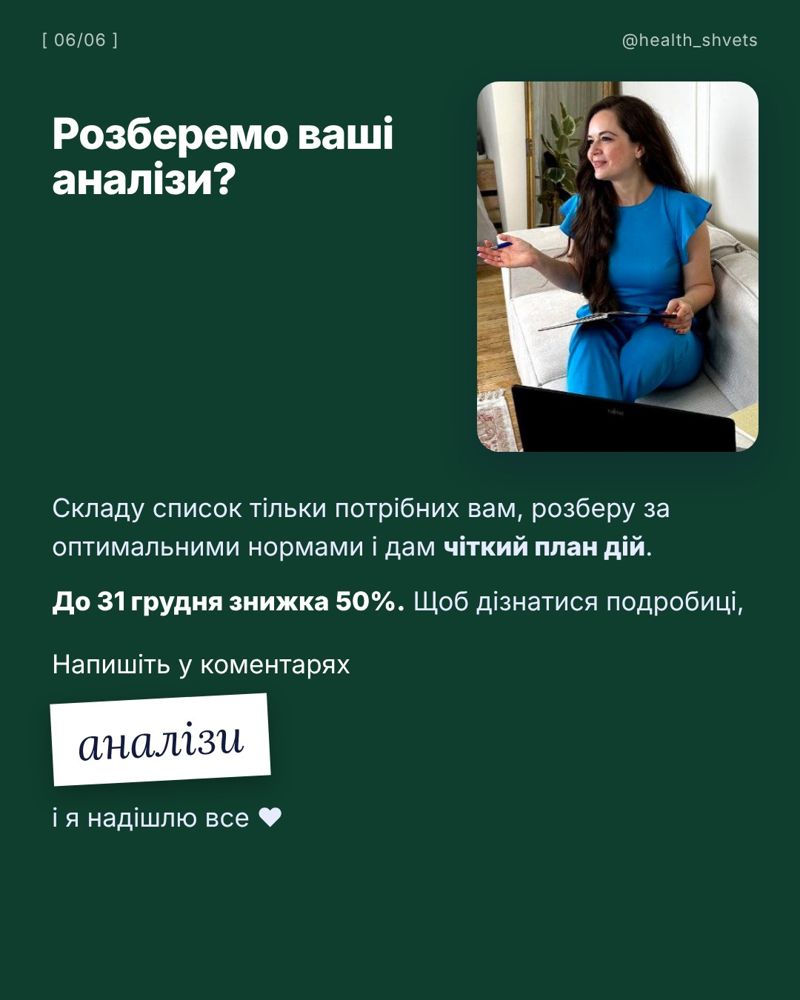 [ 06/06 ]
@health_shvets
Розберемо ваші
аналізи?
Складу список тільки потрібних вам, розберу за
оптимальними нормами і дам чіткий план дій.
До 31 грудня знижка 50%. Щоб дізнатися подробиці,
Напишіть у коментарях
анализи
і я надішлю все ♥